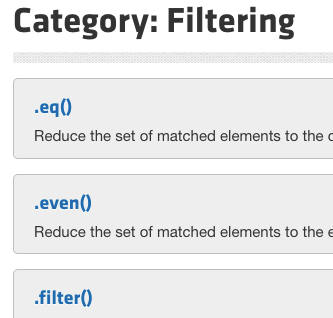 Category: Filtering
.eq()
Reduce the set of matched elements to the
.even()
Reduce the set of matched elements to the
.filter()